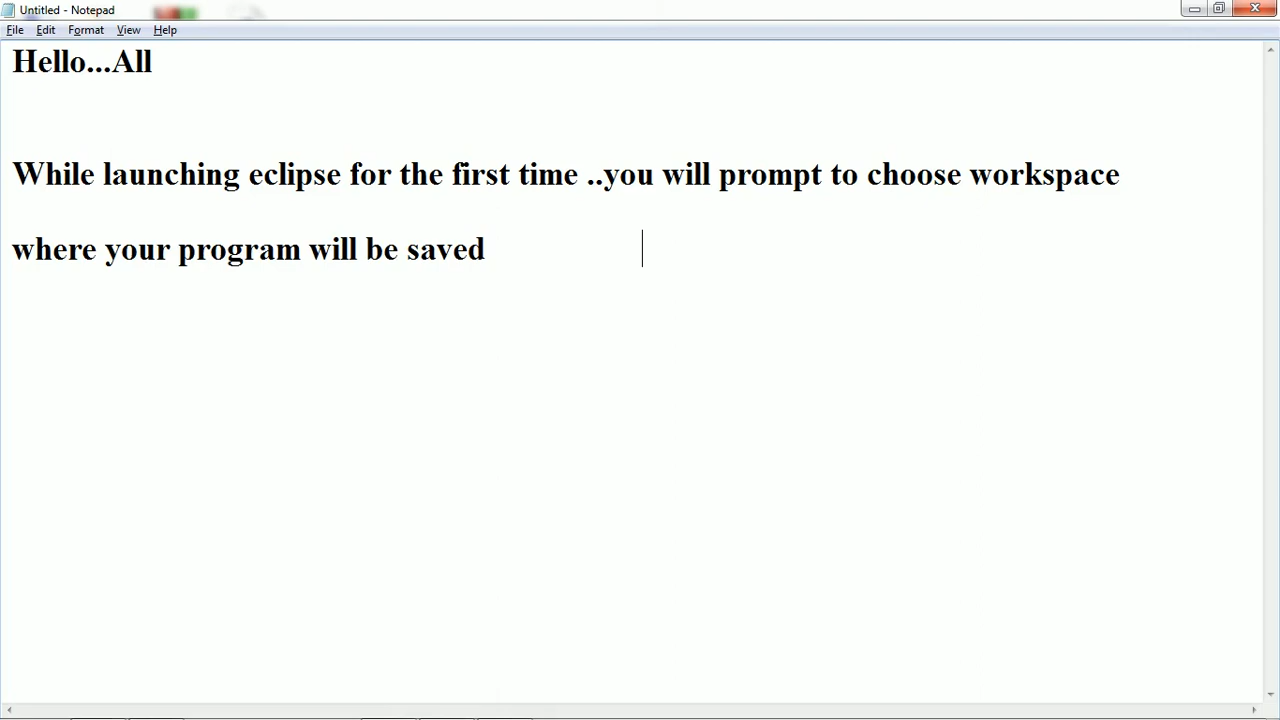 Untitled - Notepad
File Edit Format View Help
Hello...All
While launching eclipse for the first time ..you will prompt to choose workspace
where your program will be saved